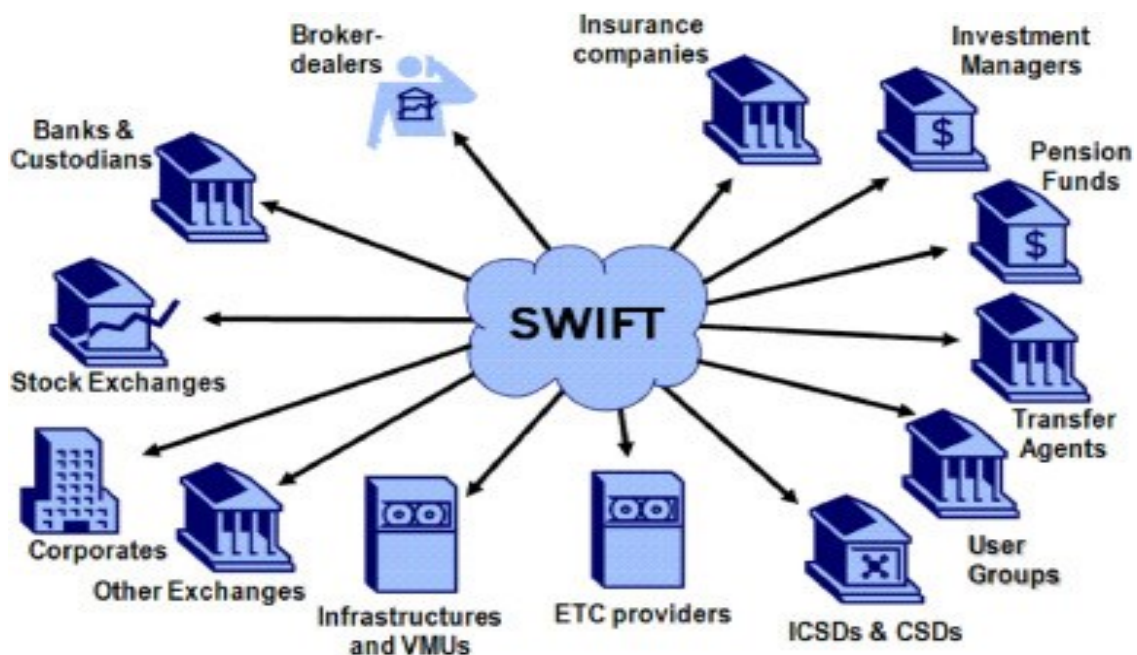 Broker-
dealers
Insurance
companies
Investment
Managers
Banks &
Custodians
Pension
Funds
$
$
SWIFT
Stock Exchanges
Transfer
Agents
Corporates
Other Exchanges
Infrastructures
and VMUs
ETC providers
ICSDs & CSDs
User
Groups